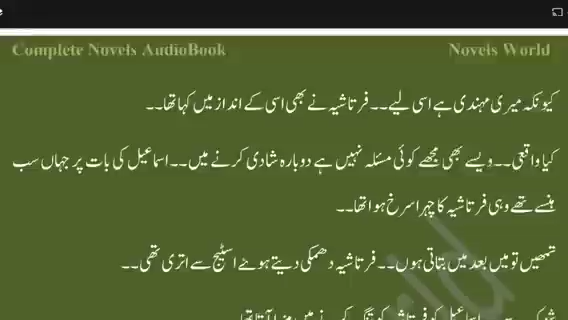 Complete Novels AudioBook
Novels World
کیونکہ میری مہندی ہے اسی لیے۔۔ فرتاشیہ نے بھی اسی کے انداز میں کہا تھا۔۔
کیا واقعی۔۔ ویسے بھی مجھے کوئی مسئلہ نہیں ہے دوبارہ شادی کرنے میں۔۔ اسماعیل کی بات پر جہاں سب
ہنسے تھے وہی فرتاشیہ کا چہرا سرخ ہوا تھا۔۔
تمھیں تو میں بعد میں بتاتی ہوں۔۔ فرتاشیہ دھمکی دیتے ہوئے اسٹیج سے اتری تھی۔۔